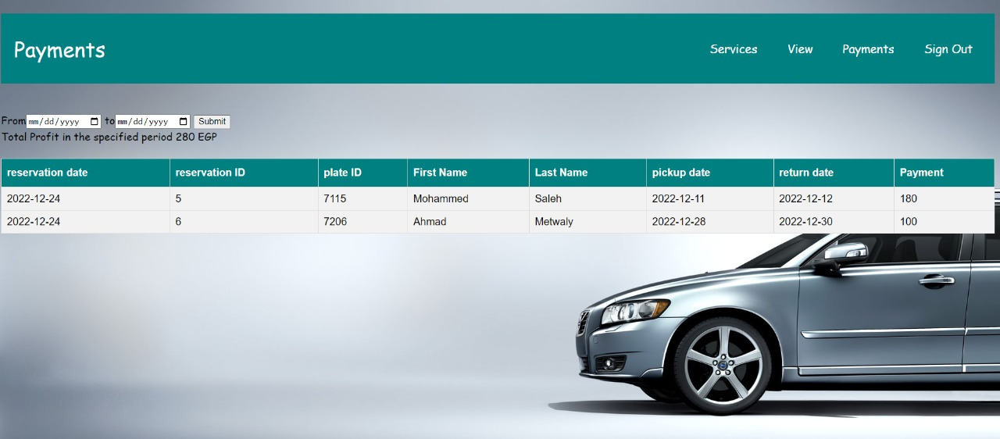 Payments Services View Payments Sign Out
From mm/dd/yyyy to mm/dd/yyyy Submit
Total Profit in the specified period 280 EGP
reservation date reservation ID plate ID First Name Last Name pickup date return date Payment
2022-12-24 5 7115 Mohammed Saleh 2022-12-11 2022-12-12 180
2022-12-24 6 7206 Ahmad Metwaly 2022-12-28 2022-12-30 100